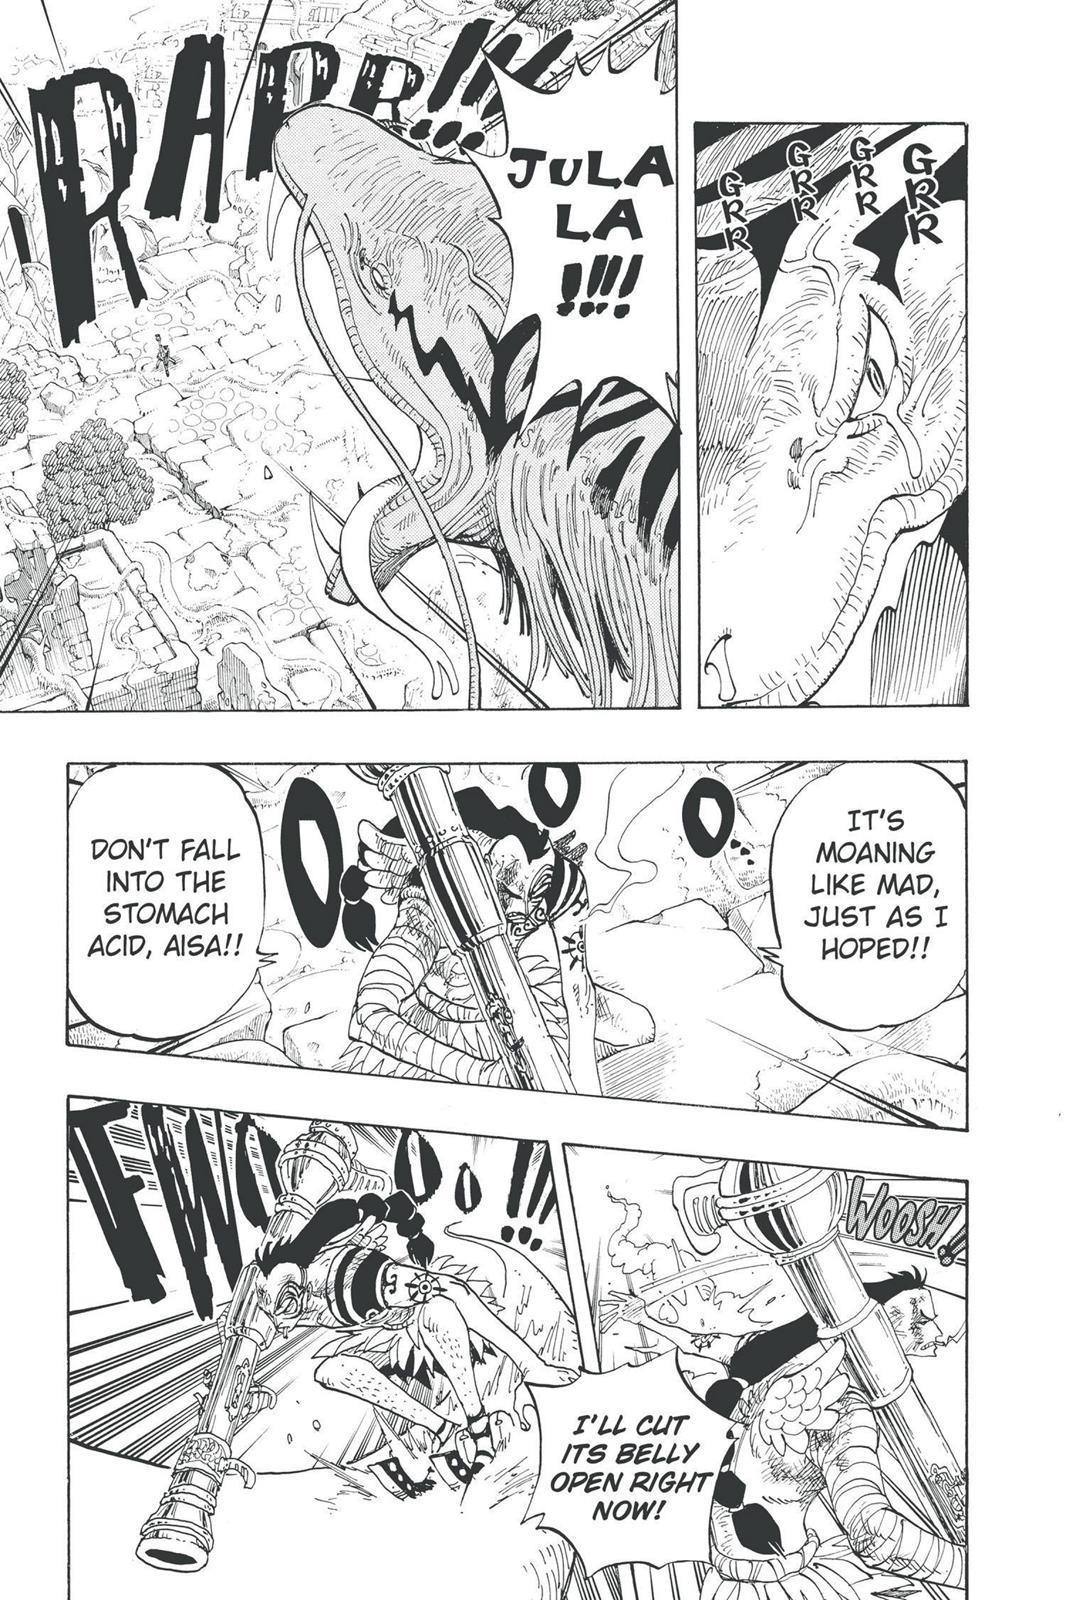 GRR
GRR
GRR
GRR
JULA
LA
!!!!
RARR!!!
IT'S
MOANING
LIKE MAD,
JUST AS I
HOPED!!
DON'T FALL
INTO THE
STOMACH
ACID, AISA!!
WOOSH!!
I'LL CUT
ITS BELLY
OPEN RIGHT
NOW!
FWOOO!!!